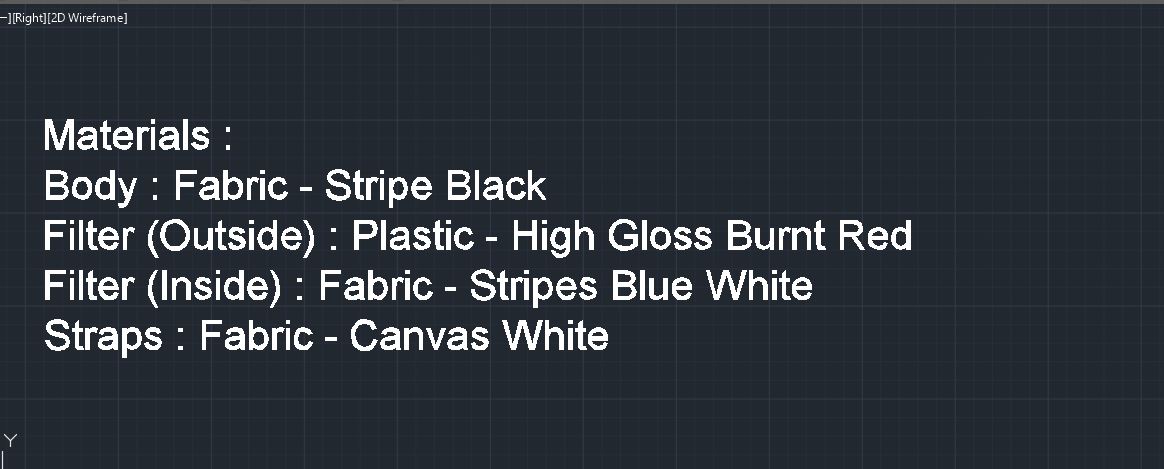 −][Right][2D Wireframe]
Materials :
Body : Fabric - Stripe Black
Filter (Outside) : Plastic - High Gloss Burnt Red
Filter (Inside) : Fabric - Stripes Blue White
Straps : Fabric - Canvas White
Y